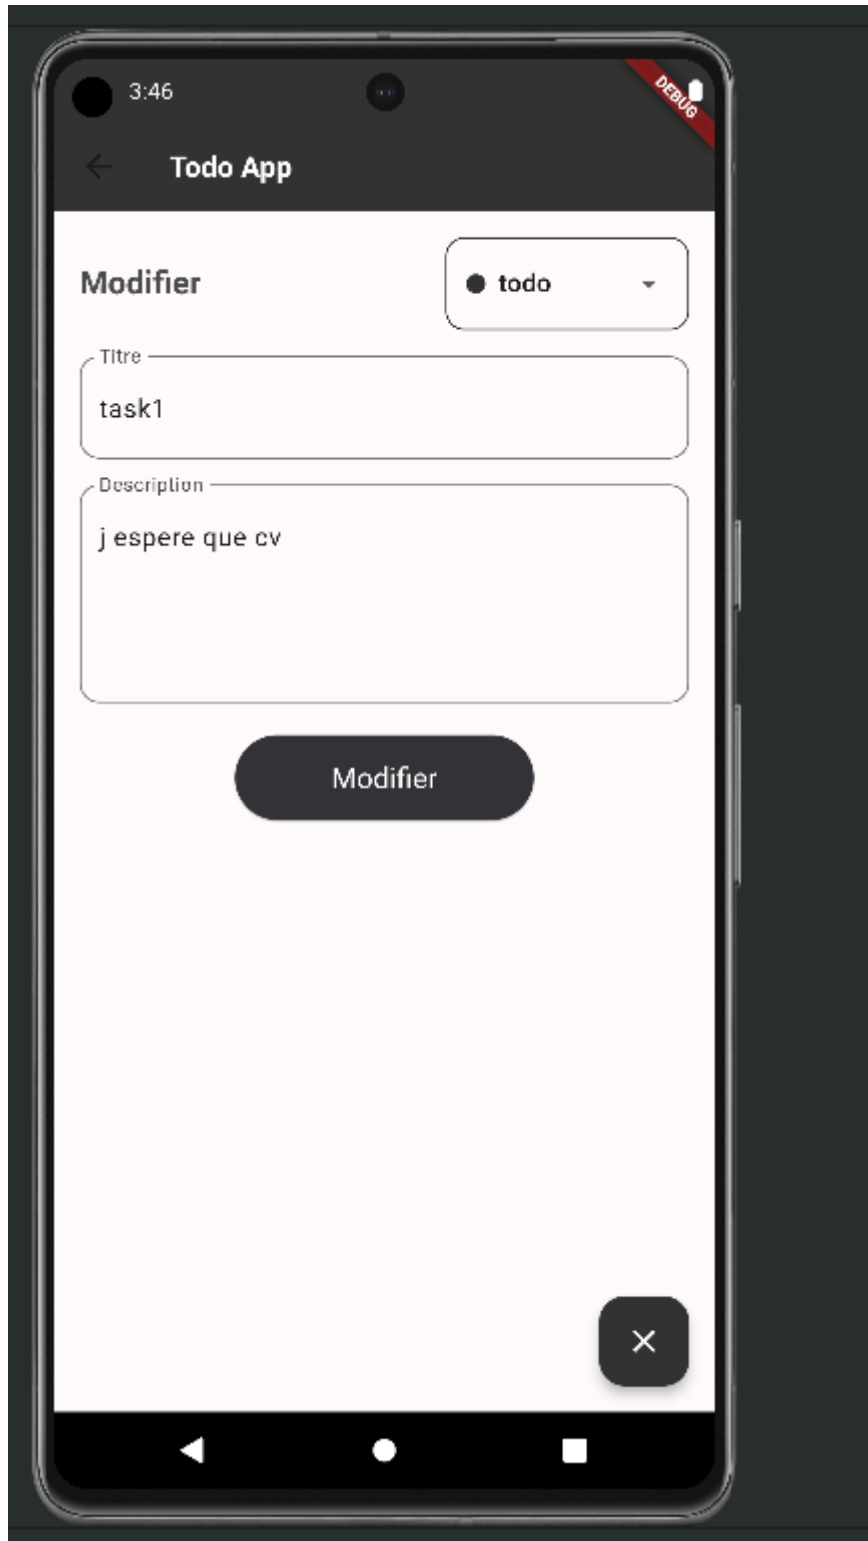 3:46
DEBUG
Todo App
Modifier
todo
Titre
task1
Description
j espere que cv
Modifier